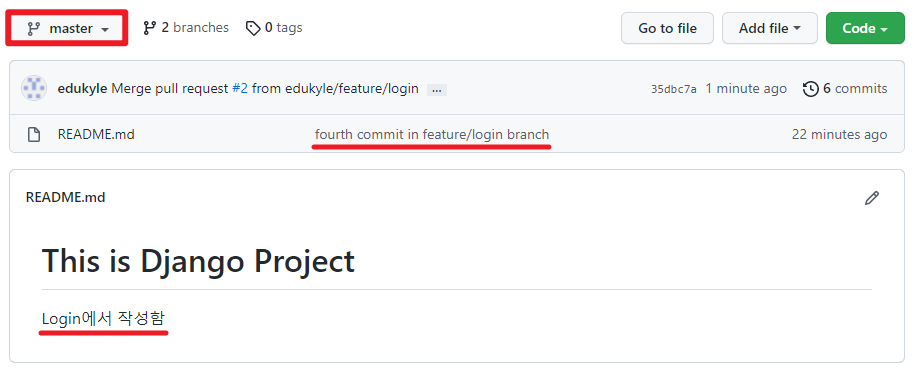 master 2 branches 0 tags Go to file Add file Code
edukyle Merge pull request #2 from edukyle/feature/login ... 35dbc7a 1 minute ago 6 commits
README.md fourth commit in feature/login branch 22 minutes ago
README.md
This is Django Project
Login에서 작성함